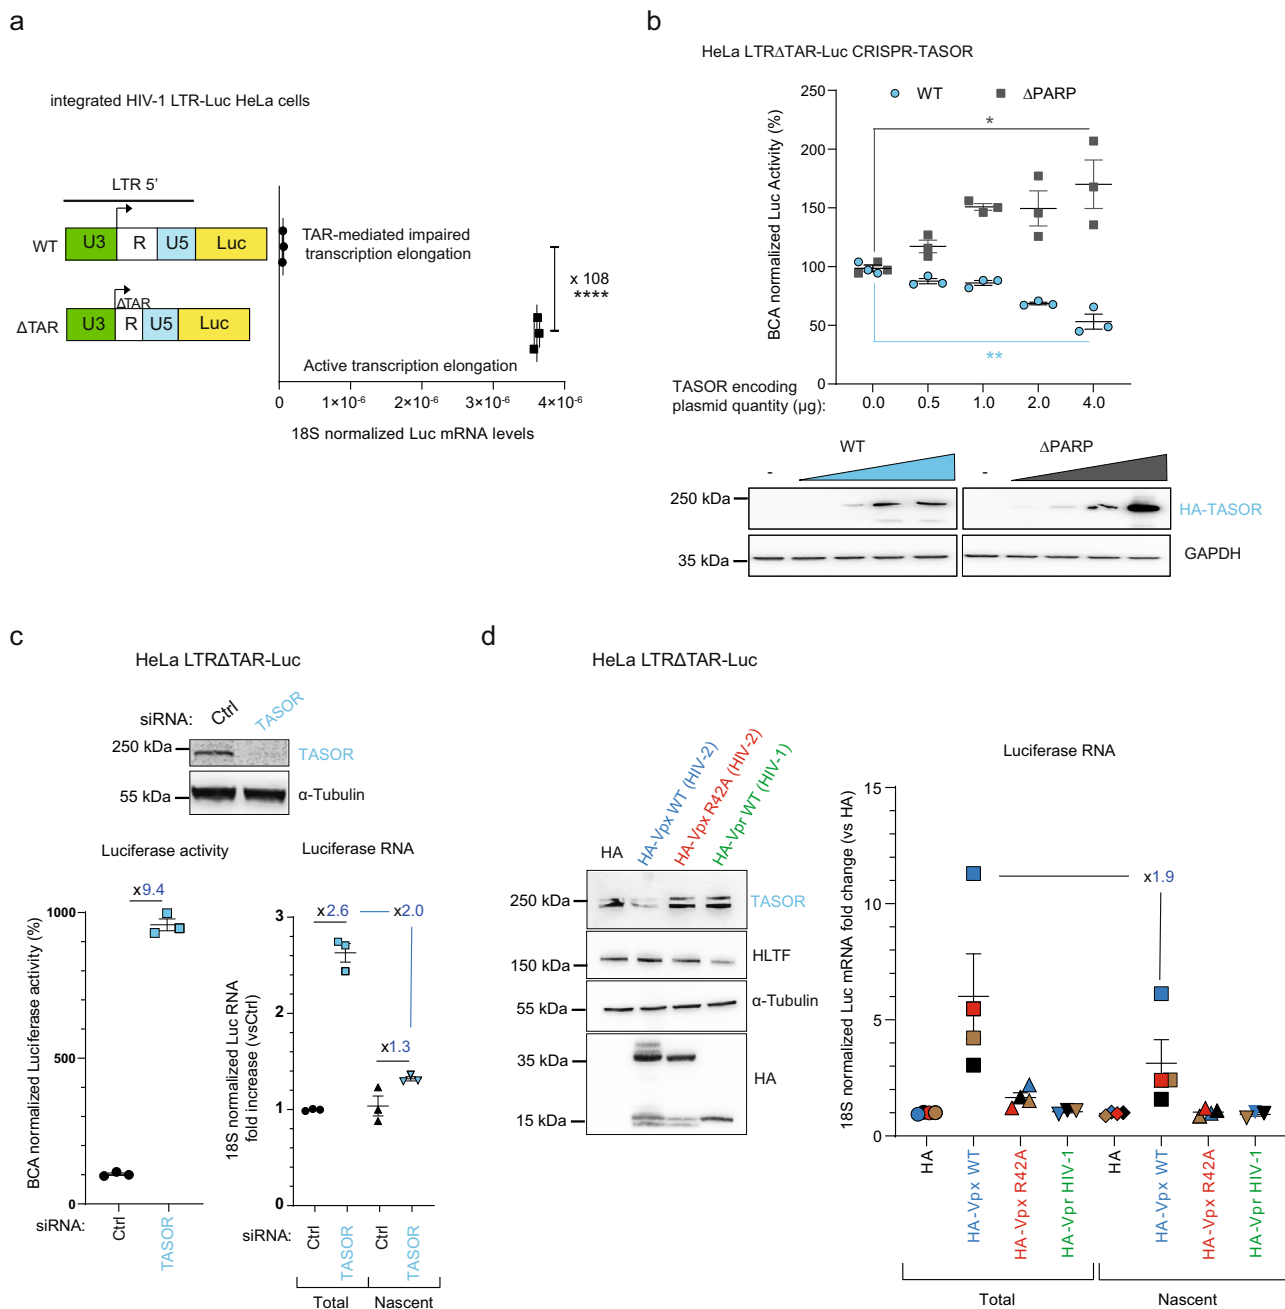 a
integrated HIV-1 LTR-Luc HeLa cells
LTR 5'
WT
U3
R
U5
Luc
ΔTAR
ΔTAR
U3
R
U5
Luc
TAR-mediated impaired
transcription elongation
x 108
****
Active transcription elongation
0
1×10-6
2×10-6
3×10-6
4×10-6
18S normalized Luc mRNA levels
b
HeLa LTRΔTAR-Luc CRISPR-TASOR
WT
ΔPARP
BCA normalized Luc Activity (%)
250
200
150
100
50
0
*
**
TASOR encoding
plasmid quantity (µg):
0.0
0.5
1.0
2.0
4.0
WT
ΔPARP
-
-
250 kDa
HA-TASOR
35 kDa
GAPDH
c
HeLa LTRΔTAR-Luc
siRNA:
Ctrl
TASOR
250 kDa
TASOR
55 kDa
α-Tubulin
Luciferase activity
x9.4
BCA normalized Luciferase activity (%)
1000
500
0
siRNA:
Ctrl
TASOR
Luciferase RNA
x2.6
x2.0
x1.3
18S normalized Luc RNA
fold increase (vsCtrl)
3
2
1
0
siRNA:
Ctrl
TASOR
Ctrl
TASOR
Total
Nascent
d
HeLa LTRΔTAR-Luc
HA
HA-Vpx WT (HIV-2)
HA-Vpx R42A (HIV-2)
HA-Vpr WT (HIV-1)
250 kDa
TASOR
150 kDa
HLTF
55 kDa
α-Tubulin
35 kDa
HA
15 kDa
Luciferase RNA
x1.9
18S normalized Luc mRNA fold change (vs HA)
15
10
5
0
HA
HA-Vpx WT
HA-Vpx R42A
HA-Vpr HIV-1
HA
HA-Vpx WT
HA-Vpx R42A
HA-Vpr HIV-1
Total
Nascent